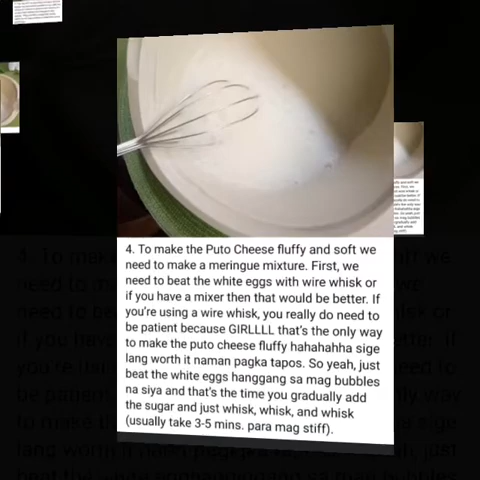 4. To make the Puto Cheese fluffy and soft we
need to make a meringue mixture. First, we
need to beat the white eggs with wire whisk or
if you have a mixer then that would be better. If
you're using a wire whisk, you really do need to
be patient because GIRLLLL that's the only way
to make the puto cheese fluffy hahahahha sige
lang worth it naman pagka tapos. So yeah, just
beat the white eggs hanggang sa mag bubbles
na siya and that's the time you gradually add
the sugar and just whisk, whisk, and whisk
(usually take 3-5 mins. para mag stiff).